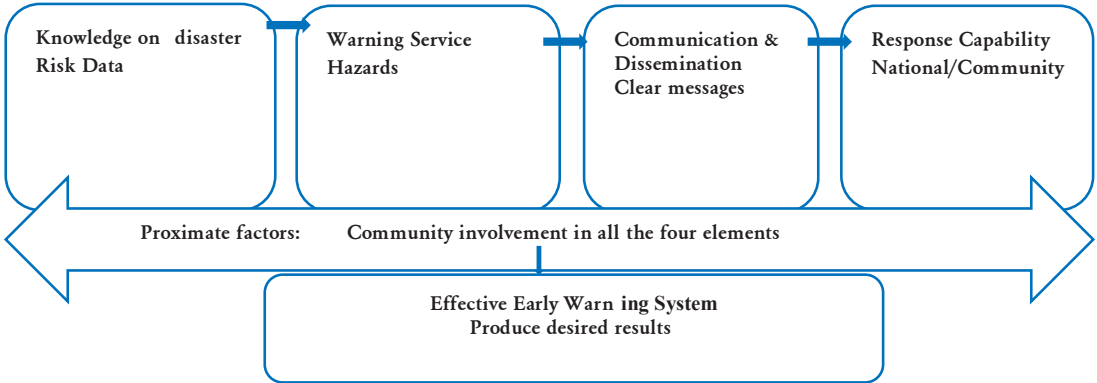 Knowledge on disaster
Risk Data
Warning Service
Hazards
Communication &
Dissemination
Clear messages
Response Capability
National/Community
Proximate factors: Community involvement in all the four elements
Effective Early Warn ing System
Produce desired results